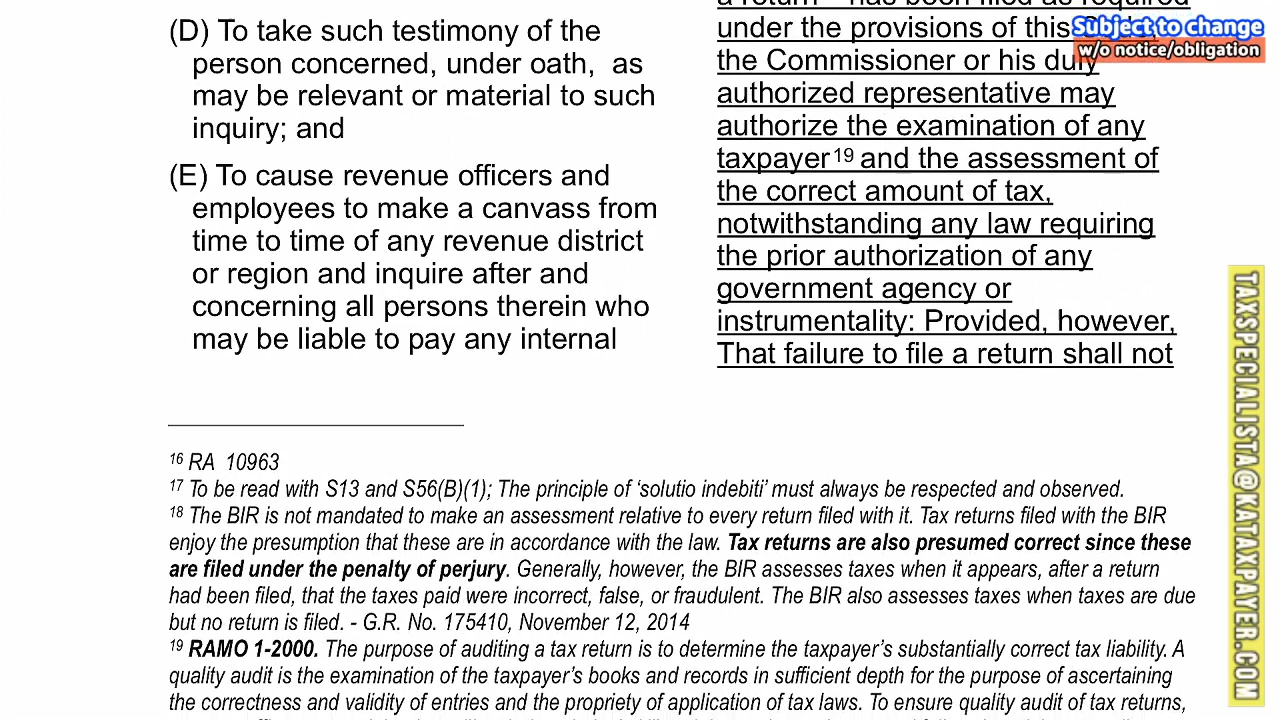 (D) To take such testimony of the
person concerned, under oath, as
may be relevant or material to such
inquiry; and
(E) To cause revenue officers and
employees to make a canvass from
time to time of any revenue district
or region and inquire after and
concerning all persons therein who
may be liable to pay any internal
a return has been filed as required
under the provisions of this
the Commissioner or his duly
authorized representative may
authorize the examination of any
taxpayer19 and the assessment of
the correct amount of tax,
notwithstanding any law requiring
the prior authorization of any
government agency or
instrumentality: Provided, however,
That failure to file a return shall not
Subject to change
w/o notice/obligation
TAXSPECIALISTA@KATAXPAYER.COM
16 RA 10963
17 To be read with S13 and S56(B)(1); The principle of ‘solutio indebiti’ must always be respected and observed.
18 The BIR is not mandated to make an assessment relative to every return filed with it. Tax returns filed with the BIR
enjoy the presumption that these are in accordance with the law. Tax returns are also presumed correct since these
are filed under the penalty of perjury. Generally, however, the BIR assesses taxes when it appears, after a return
had been filed, that the taxes paid were incorrect, false, or fraudulent. The BIR also assesses taxes when taxes are due
but no return is filed. - G.R. No. 175410, November 12, 2014
19 RAMO 1-2000. The purpose of auditing a tax return is to determine the taxpayer’s substantially correct tax liability. A
quality audit is the examination of the taxpayer’s books and records in sufficient depth for the purpose of ascertaining
the correctness and validity of entries and the propriety of application of tax laws. To ensure quality audit of tax returns,